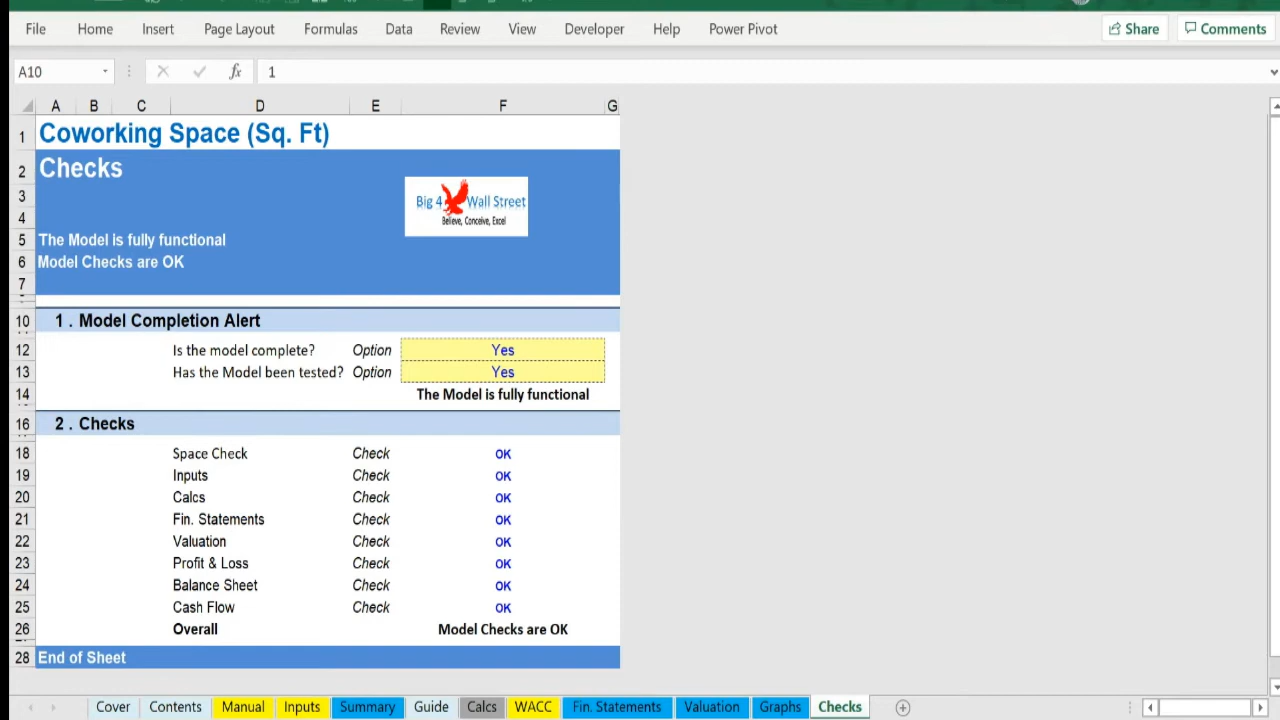 File Home Insert Page Layout Formulas Data Review View Developer Help Power Pivot Share Comments
A10 fx 1
A B C D E F G
1 Coworking Space (Sq. Ft)
2 Checks
3 Big 4 Wall Street
4 Believe, Conceive, Excel
5 The Model is fully functional
6 Model Checks are OK
7
10 1 . Model Completion Alert
12 Is the model complete? Option Yes
13 Has the Model been tested? Option Yes
14 The Model is fully functional
16 2 . Checks
18 Space Check Check OK
19 Inputs Check OK
20 Calcs Check OK
21 Fin. Statements Check OK
22 Valuation Check OK
23 Profit & Loss Check OK
24 Balance Sheet Check OK
25 Cash Flow Check OK
26 Overall Model Checks are OK
28 End of Sheet
Cover Contents Manual Inputs Summary Guide Calcs WACC Fin. Statements Valuation Graphs Checks